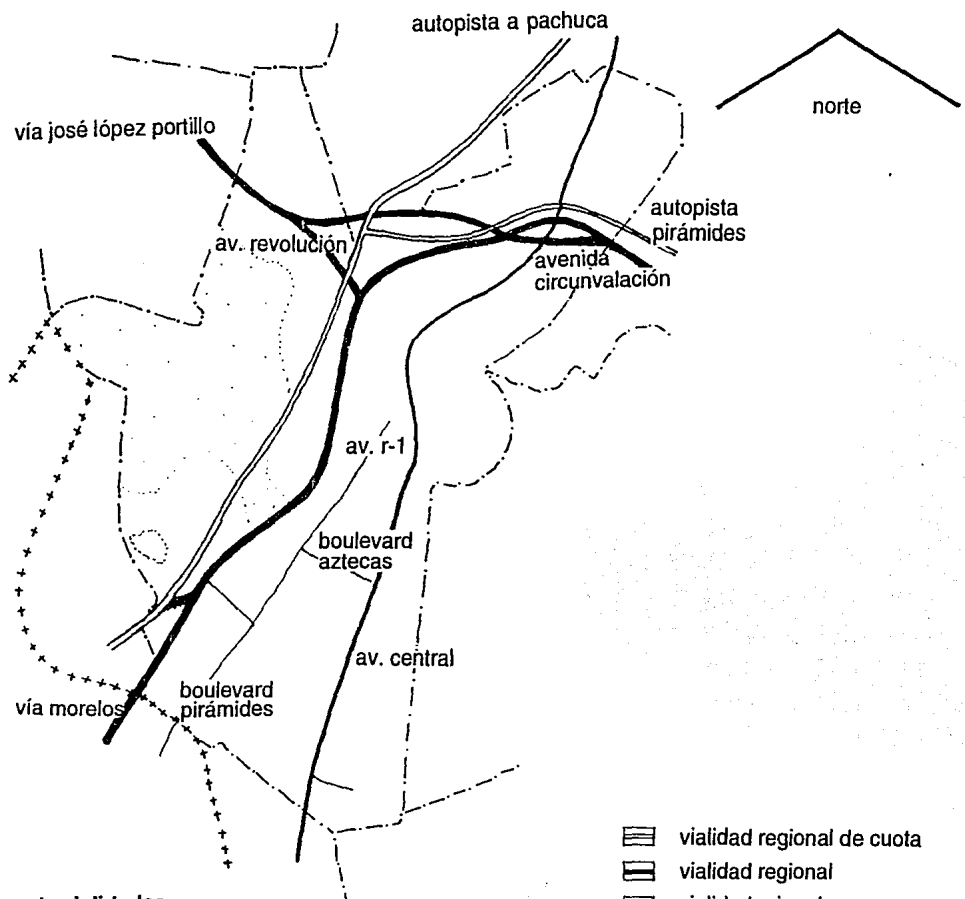 autopista a pachuca
norte
vía josé lópez portillo
autopista
pirámides
av. revolución
avenida
circunvalación
av. r-1
boulevard
aztecas
av. central
boulevard
pirámides
vía morelos
vialidad regional de cuota
vialidad regional